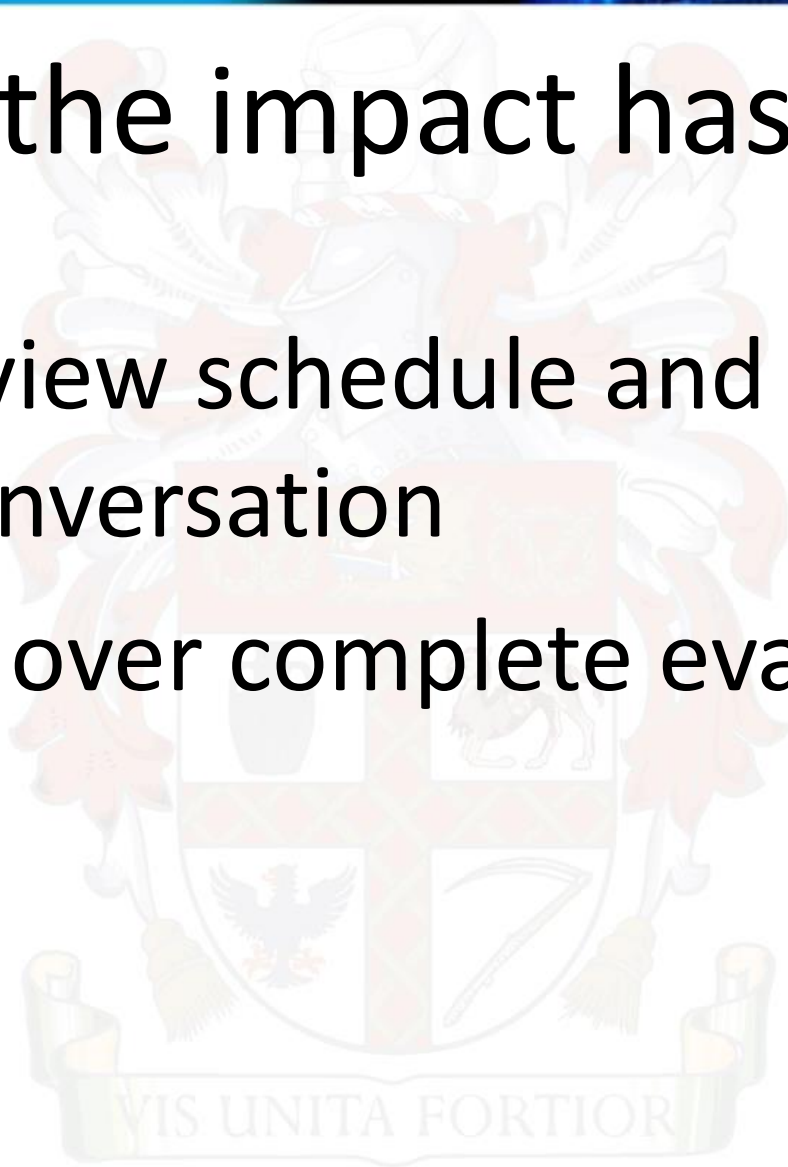 the impact has
view schedule and
nversation
over complete eva
VIS UNITA FORTIOR